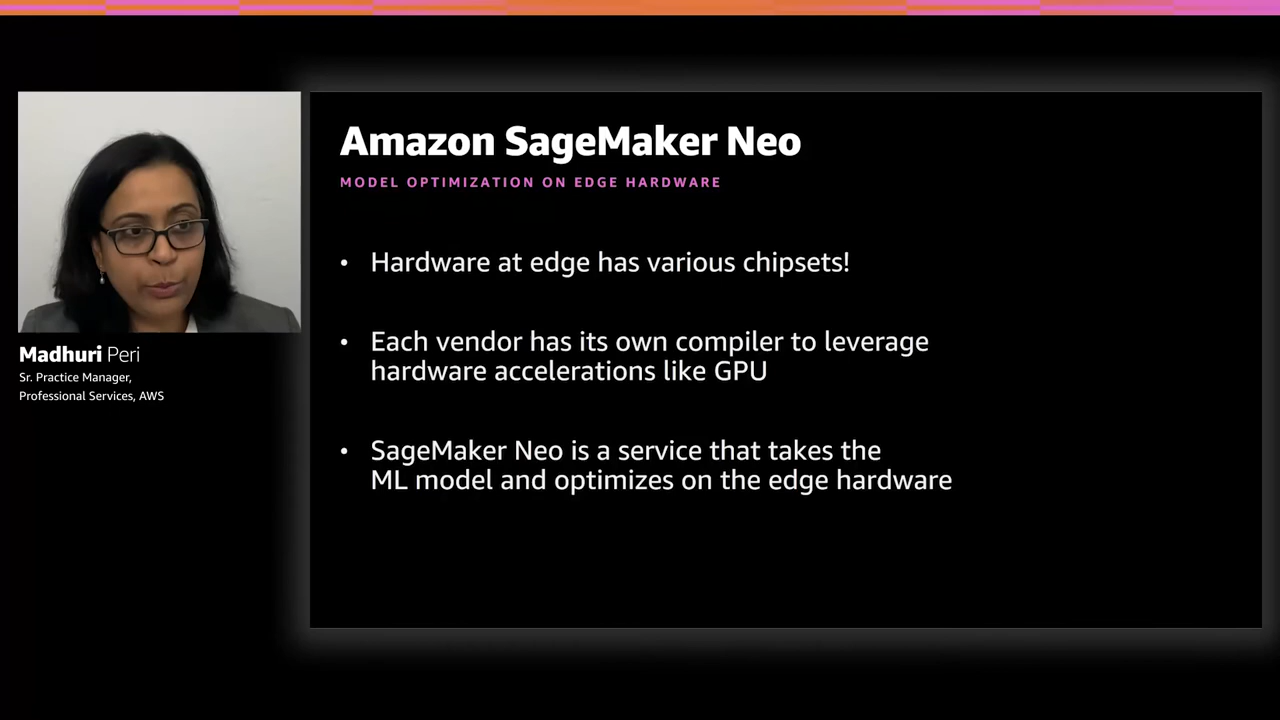 Amazon SageMaker Neo
MODEL OPTIMIZATION ON EDGE HARDWARE
• Hardware at edge has various chipsets!
• Each vendor has its own compiler to leverage
hardware accelerations like GPU
• SageMaker Neo is a service that takes the
ML model and optimizes on the edge hardware
Madhuri Peri
Sr. Practice Manager,
Professional Services, AWS